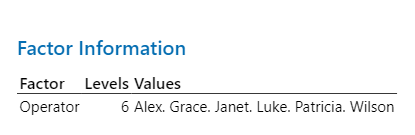 Factor Information
Factor Levels Values
Operator 6 Alex. Grace. Janet. Luke. Patricia. Wilson